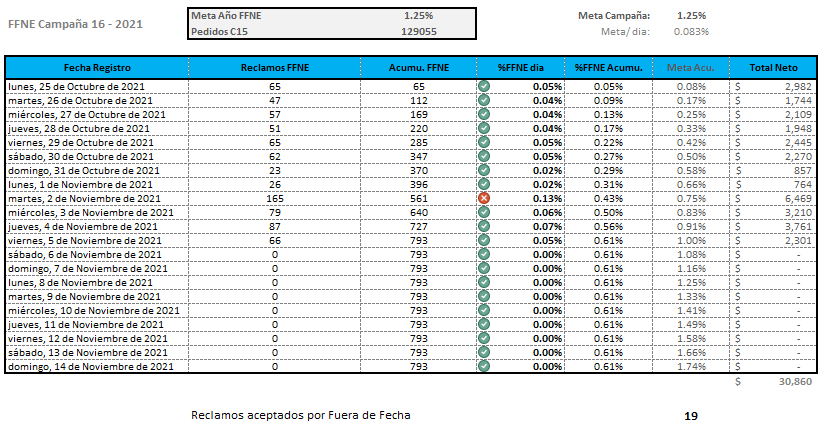 Meta Año FFNE 1.25% Meta Campaña: 1.25%
FFNE Campaña 16 - 2021
Pedidos C15 129055 Meta/ dia: 0.083%
Fecha Registro Reclamos FFNE Acumu. FFNE %FFNE dia %FFNE Acumu. Meta Acu. Total Neto
lunes, 25 de Octubre de 2021 65 65 0.05% 0.05% 0.08% $ 2,982
martes, 26 de Octubre de 2021 47 112 0.04% 0.09% 0.17% $ 1,744
miércoles, 27 de Octubre de 2021 57 169 0.04% 0.13% 0.25% $ 2,109
jueves, 28 de Octubre de 2021 51 220 0.04% 0.17% 0.33% $ 1,948
viernes, 29 de Octubre de 2021 65 285 0.05% 0.22% 0.42% $ 2,445
sábado, 30 de Octubre de 2021 62 347 0.05% 0.27% 0.50% $ 2,270
domingo, 31 de Octubre de 2021 23 370 0.02% 0.29% 0.58% $ 857
lunes, 1 de Noviembre de 2021 26 396 0.02% 0.31% 0.66% $ 764
martes, 2 de Noviembre de 2021 165 561 0.13% 0.43% 0.75% $ 6,469
miércoles, 3 de Noviembre de 2021 79 640 0.06% 0.50% 0.83% $ 3,210
jueves, 4 de Noviembre de 2021 87 727 0.07% 0.56% 0.91% $ 3,761
viernes, 5 de Noviembre de 2021 66 793 0.05% 0.61% 1.00% $ 2,301
sábado, 6 de Noviembre de 2021 0 793 0.00% 0.61% 1.08% $ -
domingo, 7 de Noviembre de 2021 0 793 0.00% 0.61% 1.16% $ -
lunes, 8 de Noviembre de 2021 0 793 0.00% 0.61% 1.25% $ -
martes, 9 de Noviembre de 2021 0 793 0.00% 0.61% 1.33% $ -
miércoles, 10 de Noviembre de 2021 0 793 0.00% 0.61% 1.41% $ -
jueves, 11 de Noviembre de 2021 0 793 0.00% 0.61% 1.49% $ -
viernes, 12 de Noviembre de 2021 0 793 0.00% 0.61% 1.58% $ -
sábado, 13 de Noviembre de 2021 0 793 0.00% 0.61% 1.66% $ -
domingo, 14 de Noviembre de 2021 0 793 0.00% 0.61% 1.74% $ -
$ 30,860
Reclamos aceptados por Fuera de Fecha 19